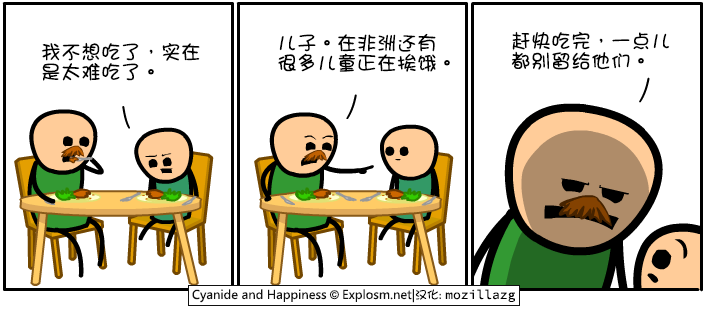 我不想吃了，实在
是太难吃了。
儿子。在非洲还有
很多儿童正在挨饿。
赶快吃完，一点儿
都别留给他们。
Cyanide and Happiness © Explosm.net|汉化: mozillazg